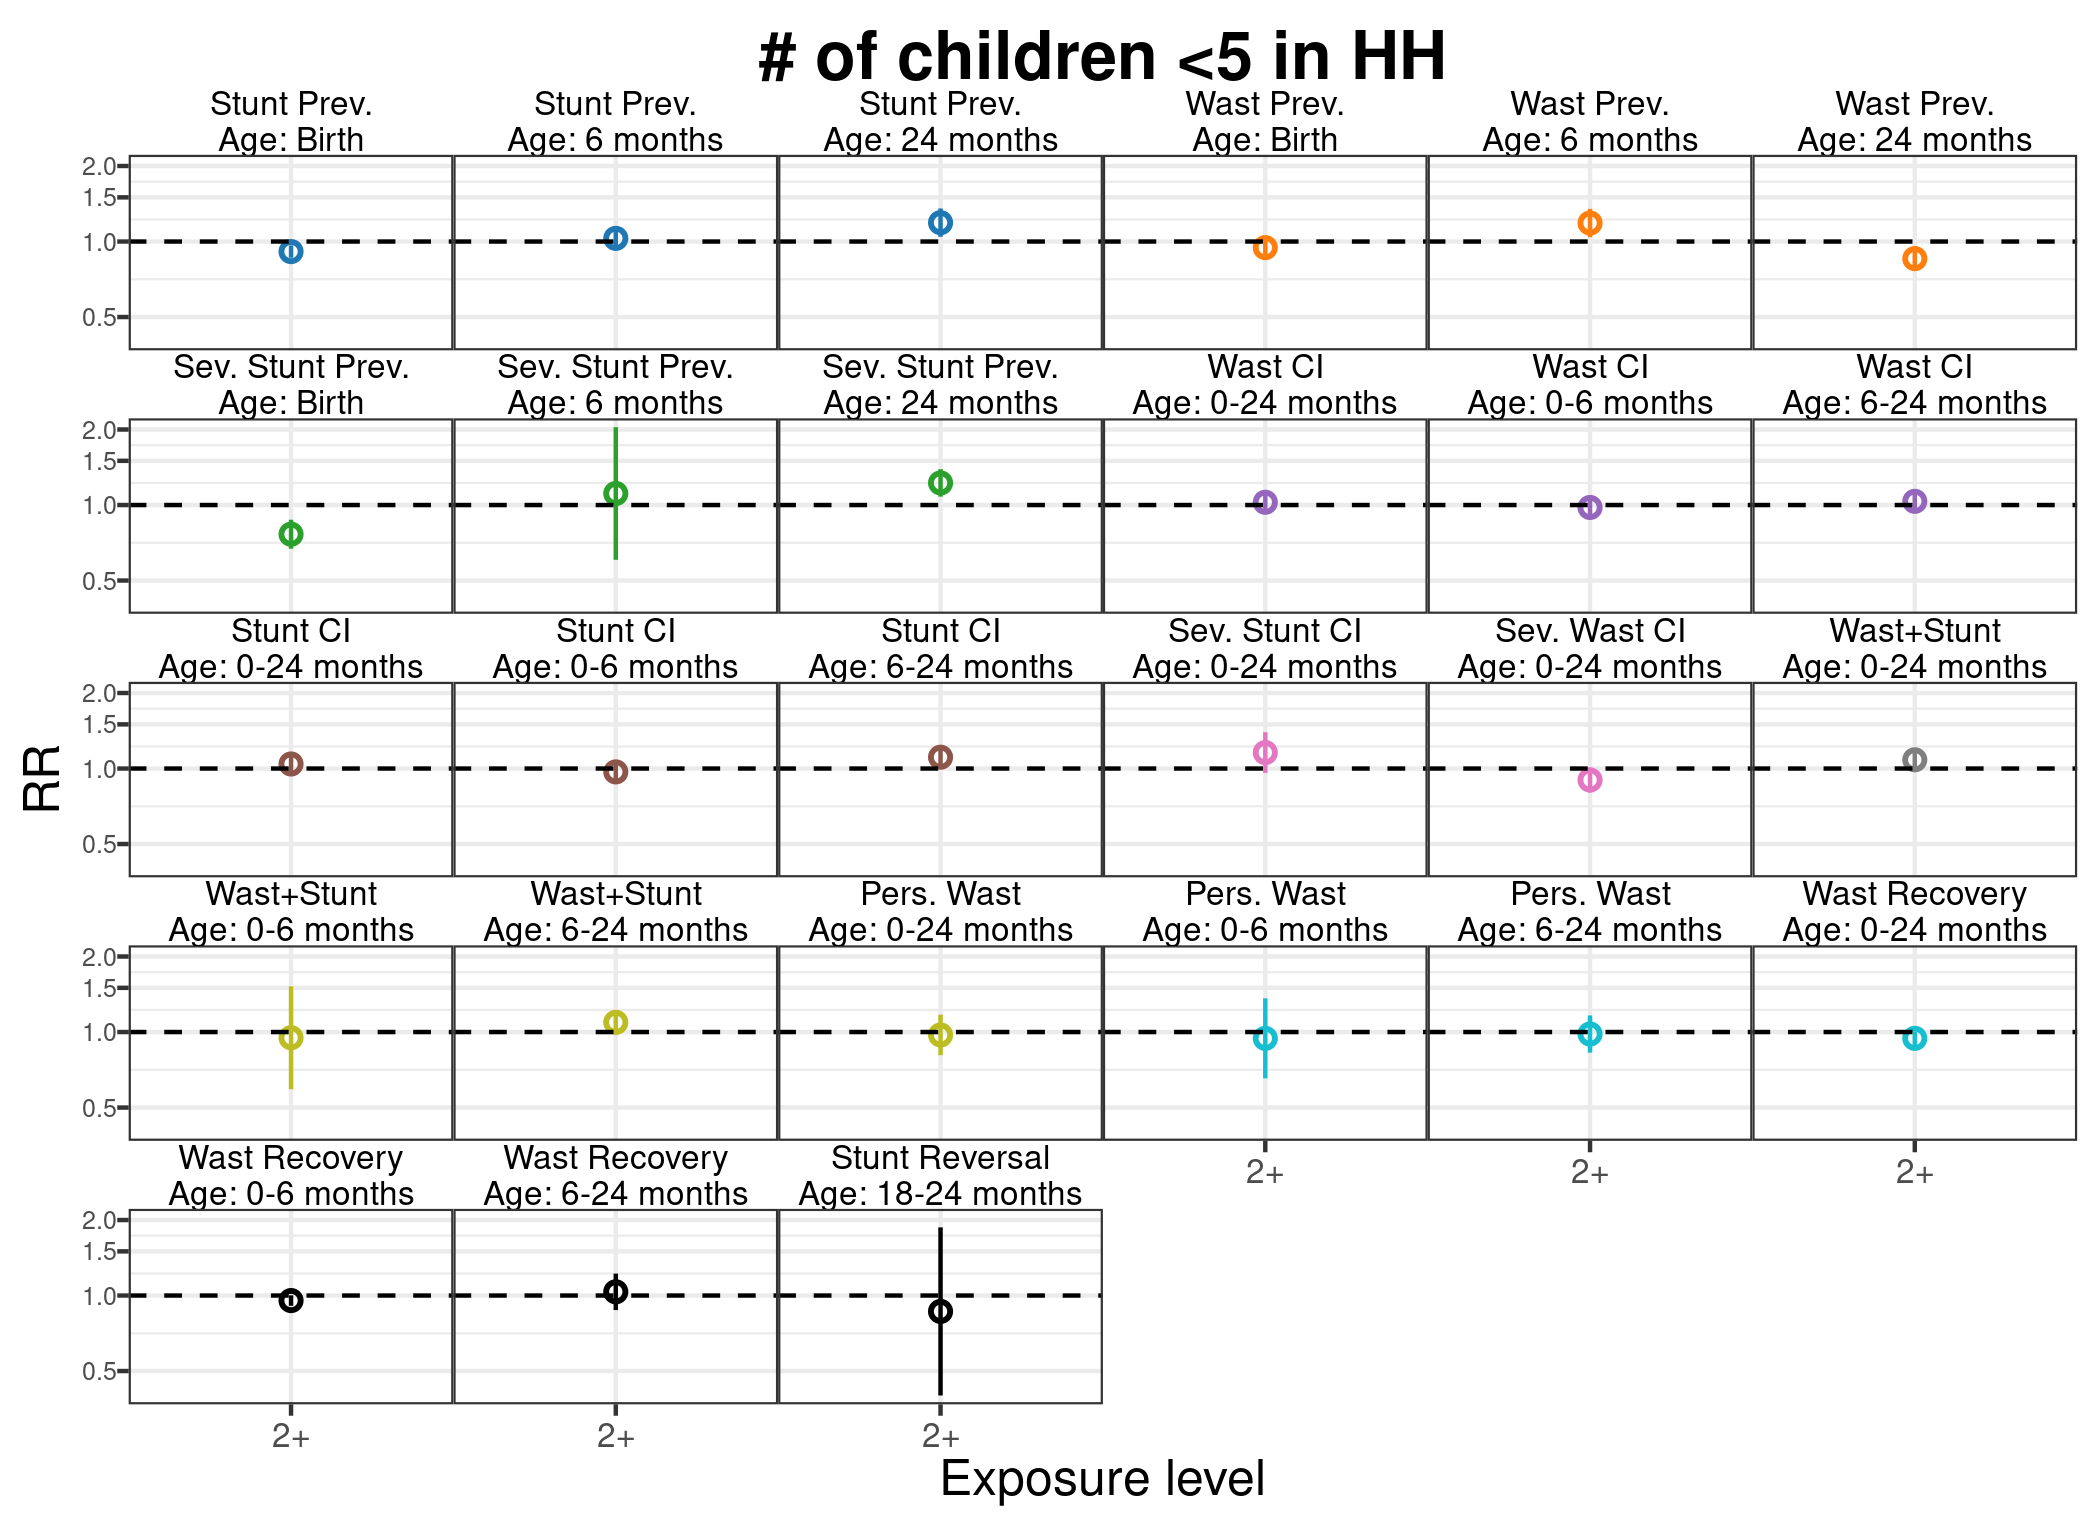 # of children <5 in HH
Stunt Prev.
Age: Birth
Stunt Prev.
Age: 6 months
Stunt Prev.
Age: 24 months
Wast Prev.
Age: Birth
Wast Prev.
Age: 6 months
Wast Prev.
Age: 24 months
2.0
1.5
1.0
0.5
Sev. Stunt Prev.
Age: Birth
Sev. Stunt Prev.
Age: 6 months
Sev. Stunt Prev.
Age: 24 months
Wast CI
Age: 0-24 months
Wast CI
Age: 0-6 months
Wast CI
Age: 6-24 months
2.0
1.5
1.0
0.5
Stunt CI
Age: 0-24 months
Stunt CI
Age: 0-6 months
Stunt CI
Age: 6-24 months
Sev. Stunt CI
Age: 0-24 months
Sev. Wast CI
Age: 0-24 months
Wast+Stunt
Age: 0-24 months
2.0
1.5
1.0
0.5
RR
Wast+Stunt
Age: 0-6 months
Wast+Stunt
Age: 6-24 months
Pers. Wast
Age: 0-24 months
Pers. Wast
Age: 0-6 months
Pers. Wast
Age: 6-24 months
Wast Recovery
Age: 0-24 months
2.0
1.5
1.0
0.5
2+
2+
2+
Wast Recovery
Age: 0-6 months
Wast Recovery
Age: 6-24 months
Stunt Reversal
Age: 18-24 months
2.0
1.5
1.0
0.5
2+
2+
2+
Exposure level